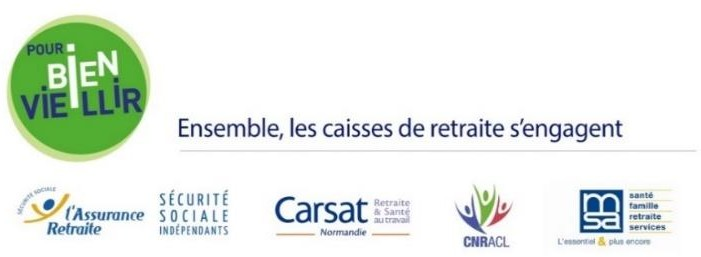 POUR
BIEN
VIEILLIR
Ensemble, les caisses de retraite s'engagent
SÉCURITÉ SOCIALE
l'Assurance
Retraite
SÉCURITÉ
SOCIALE
INDÉPENDANTS
Carsat
Retraite
& Santé
au travail
Normandie
CNRACL
msa
santé
famille
retraite
services
L'essentiel & plus encore